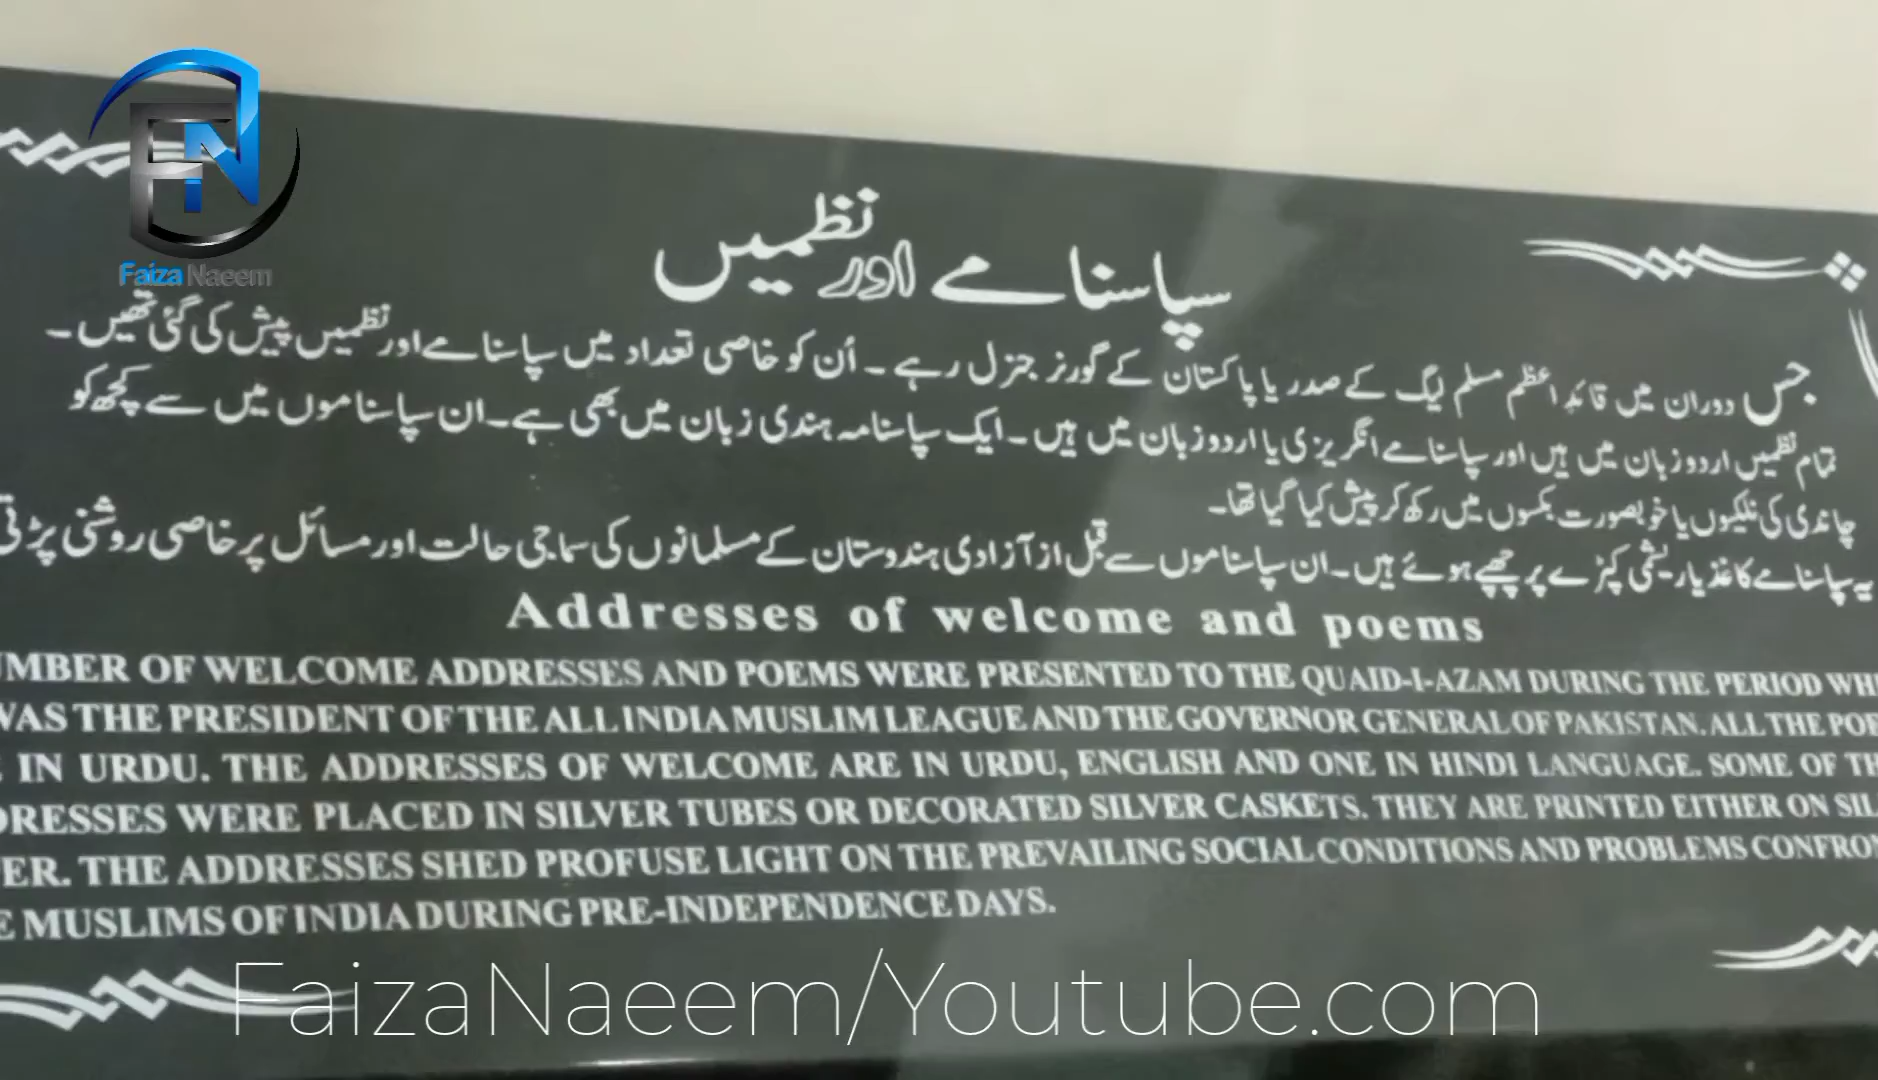 FN
Faiza Naeem
سپاسنامے اور نظمیں
جس دوران میں قائدِ اعظم مسلم لیگ کے صدر یا پاکستان کے گورنر جنرل رہے ۔ اُن کو خاصی تعداد میں سپاسنامے اور نظمیں پیش کی گئی تھیں ۔
تمام نظمیں اردو زبان میں ہیں اور سپاسنامے انگریزی یا اردو زبان میں ہیں ۔ ایک سپاسنامہ ہندی زبان میں بھی ہے ۔ ان سپاسناموں میں سے کچھ کو
چاندی کی نلکیوں یا خوبصورت بکسوں میں رکھ کر پیش کیا گیا تھا ۔
یہ سپاسنامے کاغذ یا ریشمی کپڑے پر چھپے ہوئے ہیں ۔ ان سپاسناموں سے قبل از آزادی ہندوستان کے مسلمانوں کی سماجی حالت اور مسائل پر خاصی روشنی پڑتی
Addresses of welcome and poems
UMBER OF WELCOME ADDRESSES AND POEMS WERE PRESENTED TO THE QUAID-I-AZAM DURING THE PERIOD WH
WAS THE PRESIDENT OF THE ALL INDIA MUSLIM LEAGUE AND THE GOVERNOR GENERAL OF PAKISTAN. ALL THE POE
E IN URDU. THE ADDRESSES OF WELCOME ARE IN URDU, ENGLISH AND ONE IN HINDI LANGUAGE. SOME OF TH
DRESSES WERE PLACED IN SILVER TUBES OR DECORATED SILVER CASKETS. THEY ARE PRINTED EITHER ON SIL
ER. THE ADDRESSES SHED PROFUSE LIGHT ON THE PREVAILING SOCIAL CONDITIONS AND PROBLEMS CONFRON
E MUSLIMS OF INDIA DURING PRE-INDEPENDENCE DAYS.
FaizaNaeem/Youtube.com